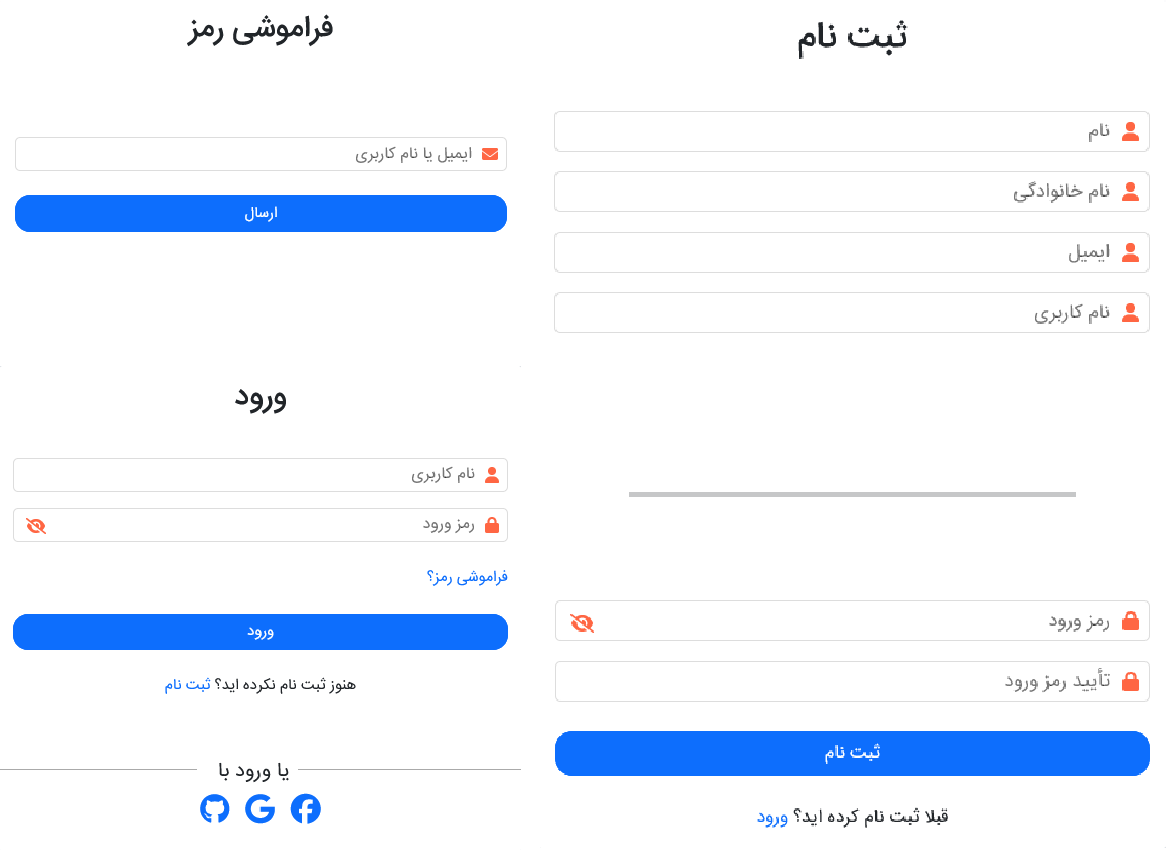 فراموشی رمز
ایمیل یا نام کاربری
ارسال
ورود
نام کاربری
رمز ورود
فراموشی رمز؟
ورود
هنوز ثبت نام نکرده اید؟ ثبت نام
یا ورود با
ثبت نام
نام
نام خانوادگی
ایمیل
نام کاربری
رمز ورود
تأیید رمز ورود
ثبت نام
قبلا ثبت نام کرده اید؟ ورود